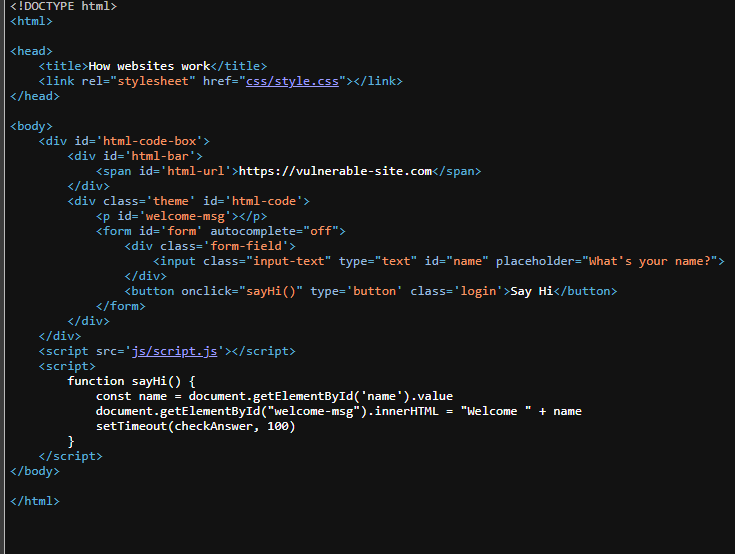 <!DOCTYPE html>
<html>
<head>
<title>How websites work</title>
<link rel="stylesheet" href="css/style.css"></link>
</head>
<body>
<div id='html-code-box'>
<div id='html-bar'>
<span id='html-url'>https://vulnerable-site.com</span>
</div>
<div class='theme' id='html-code'>
<p id='welcome-msg'></p>
<form id='form' autocomplete="off">
<div class='form-field'>
<input class="input-text" type="text" id="name" placeholder="What's your name?">
</div>
<button onclick="sayHi()" type='button' class='login'>Say Hi</button>
</form>
</div>
</div>
<script src='js/script.js'></script>
<script>
function sayHi() {
const name = document.getElementById('name').value
document.getElementById("welcome-msg").innerHTML = "Welcome " + name
setTimeout(checkAnswer, 100)
}
</script>
</body>
</html>